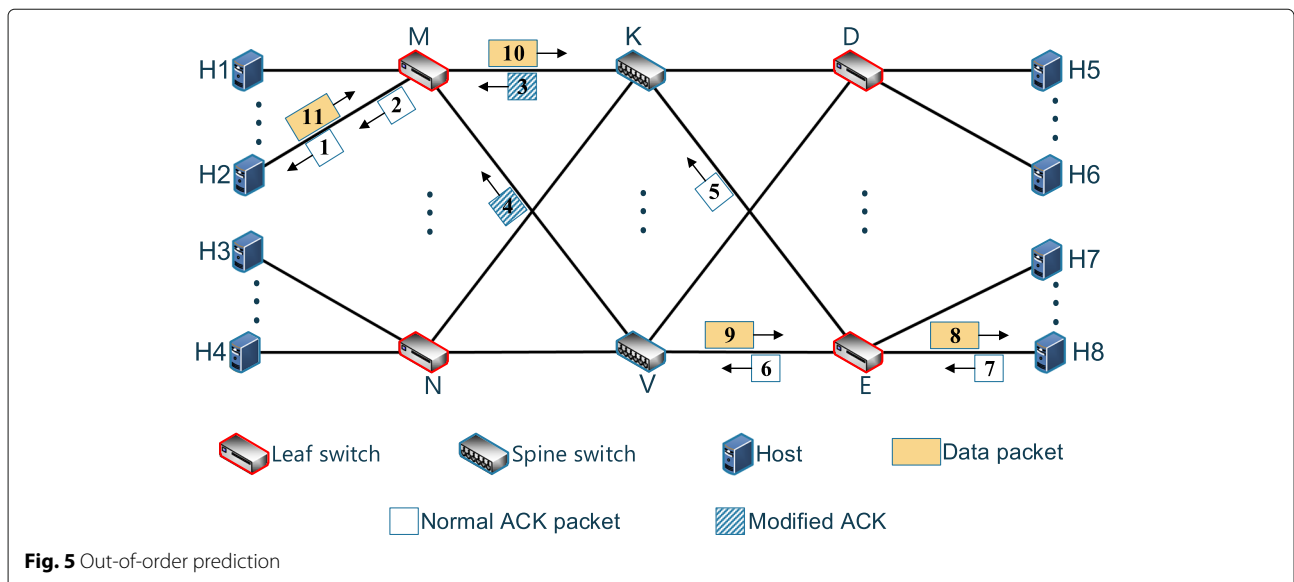 M K D
10
H1 H5
3
2
11
1
H2 H6
5
4
H3 H7
9 8
H4 H8
6 7
N V E
Leaf switch Spine switch Host Data packet
Normal ACK packet Modified ACK
Fig. 5 Out-of-order prediction